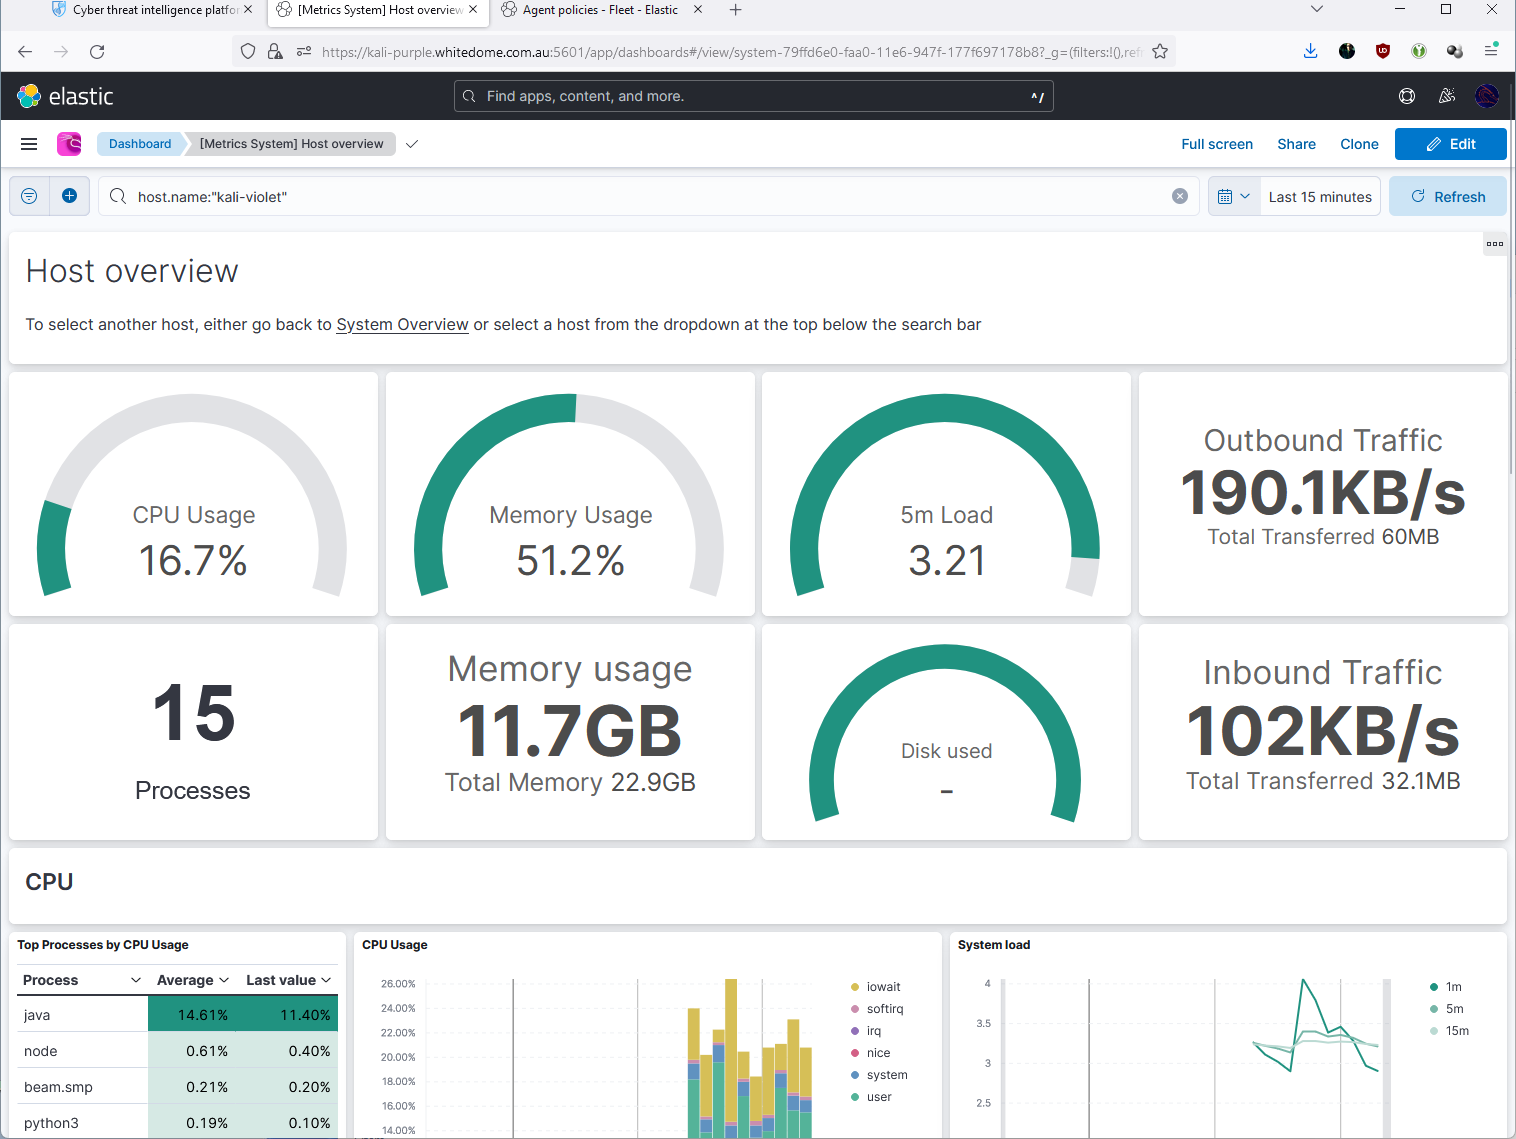 Cyber threat intelligence platfor
[Metrics System] Host overview
Agent policies - Fleet - Elastic
https://kali-purple.whitedome.com.au:5601/app/dashboards#/view/system-79ffd6e0-faa0-11e6-947f-177f697178b8?_g=(filters:!(),refr
elastic
Find apps, content, and more.
^/
Dashboard
[Metrics System] Host overview
Full screen
Share
Clone
Edit
host.name:"kali-violet"
Last 15 minutes
Refresh
Host overview
To select another host, either go back to System Overview or select a host from the dropdown at the top below the search bar
CPU Usage
16.7%
Memory Usage
51.2%
5m Load
3.21
Outbound Traffic
190.1KB/s
Total Transferred 60MB
15
Processes
Memory usage
11.7GB
Total Memory 22.9GB
Disk used
-
Inbound Traffic
102KB/s
Total Transferred 32.1MB
CPU
Top Processes by CPU Usage
Process Average Last value
java 14.61% 11.40%
node 0.61% 0.40%
beam.smp 0.21% 0.20%
python3 0.19% 0.10%
CPU Usage
26.00%
24.00%
22.00%
20.00%
18.00%
16.00%
14.00%
iowait
softirq
irq
nice
system
user
System load
4
3.5
3
2.5
1m
5m
15m